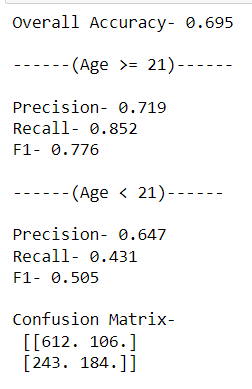 Overall Accuracy- 0.695
------(Age >= 21)------
Precision- 0.719
Recall- 0.852
F1- 0.776
------(Age < 21)------
Precision- 0.647
Recall- 0.431
F1- 0.505
Confusion Matrix-
[[612. 106.]
[243. 184.]]